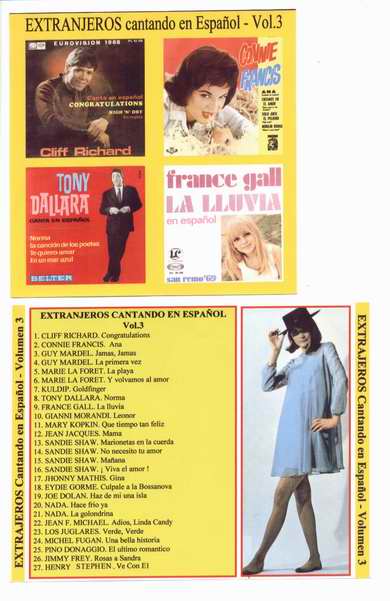 EXTRANJEROS cantando en Español - Vol.3
EUROVISION 1968
Canta en español
CONGRATULATIONS
HIGH 'N' DRY
Cliff Richard
CONNIE
FRANCIS
ANA
TONY
DALLARA
CANTA EN ESPAÑOL
Norma
la canción de los poetas
Te quiero amar
En un mar azul
BELTER
france gall
LA LLUVIA
en español
san remo'69
EXTRAJEROS Cantando en Español - Volumen 3
EXTRANJEROS CANTANDO EN ESPAÑOL
Vol.3
1. CLIFF RICHARD. Congratulations
2. CONNIE FRANCIS. Ana
3. GUY MARDEL. Jamas, Jamas
4. GUY MARDEL. La primera vez
5. MARIE LA FORET. La playa
6. MARIE LA FORET. Y volvamos al amor
7. KULDIP. Goldfinger
8. TONY DALLARA. Norma
9. FRANCE GALL. La lluvia
10. GIANNI MORANDI. Leonor
11. MARY KOPKIN. Que tiempo tan feliz
12. JEAN JACQUES. Mama
13. SANDIE SHAW. Marionetas en la cuerda
14. SANDIE SHAW. No necesito tu amor
15. SANDIE SHAW. Mañana
16. SANDIE SHAW. ¡ Viva el amor !
17. JHONNY MATHIS. Gina
18. EYDIE GORME. Culpale a la Bossanova
19. JOE DOLAN. Haz de mi una isla
20. NADA. Hace frio ya
21. NADA. La golondrina
22. JEAN F. MICHAEL. Adios, Linda Candy
23. LOS JUGLARES. Verde, Verde
24. MICHEL FUGAN. Una bella historia
25. PINO DONAGGIO. El ultimo romantico
26. JIMMY FREY. Rosas a Sandra
27. HENRY STEPHEN, Ve Con El
EXTRAJEROS Cantando en Español - Volumen 3